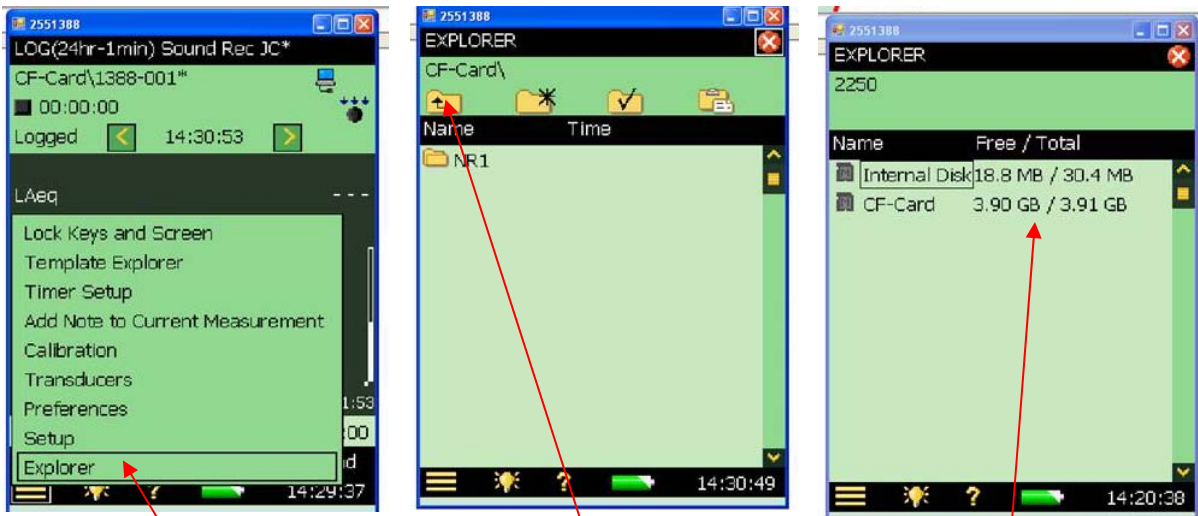 2551388
LOG(24hr-1min) Sound Rec JC*
CF-Card\1388-001*
00:00:00
Logged 14:30:53
LAeq ---
Lock Keys and Screen
Template Explorer
Timer Setup
Add Note to Current Measurement
Calibration
Transducers
Preferences
1:53
Setup
:00
Explorer
d
? 14:29:37
2551388
EXPLORER
CF-Card\
Name Time
NR1
? 14:30:49
2551388
EXPLORER
2250
Name Free / Total
Internal Disk 18.8 MB / 30.4 MB
CF-Card 3.90 GB / 3.91 GB
? 14:20:38